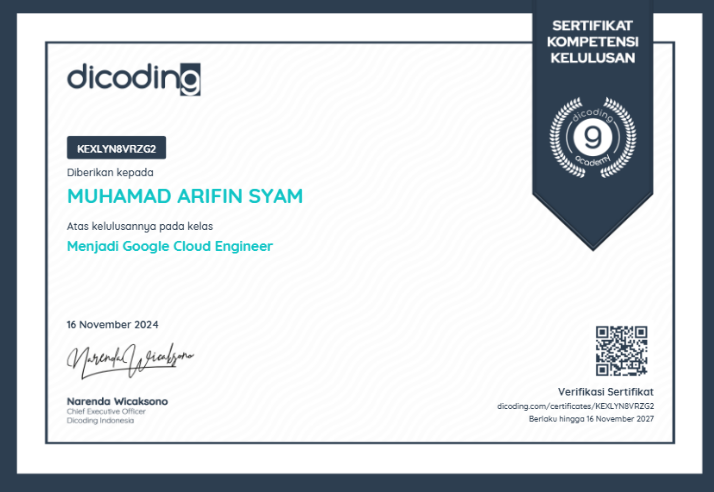 SERTIFIKAT
KOMPETENSI
KELULUSAN
dicoding
dicoding
9
academy
KEXLYN8VRZG2
Diberikan kepada
MUHAMAD ARIFIN SYAM
Atas kelulusannya pada kelas
Menjadi Google Cloud Engineer
16 November 2024
Narenda Wicaksono
Narenda Wicaksono
Chief Executive Officer
Dicoding Indonesia
Verifikasi Sertifikat
dicoding.com/certificates/KEXLYN8VRZG2
Berlaku hingga 16 November 2027